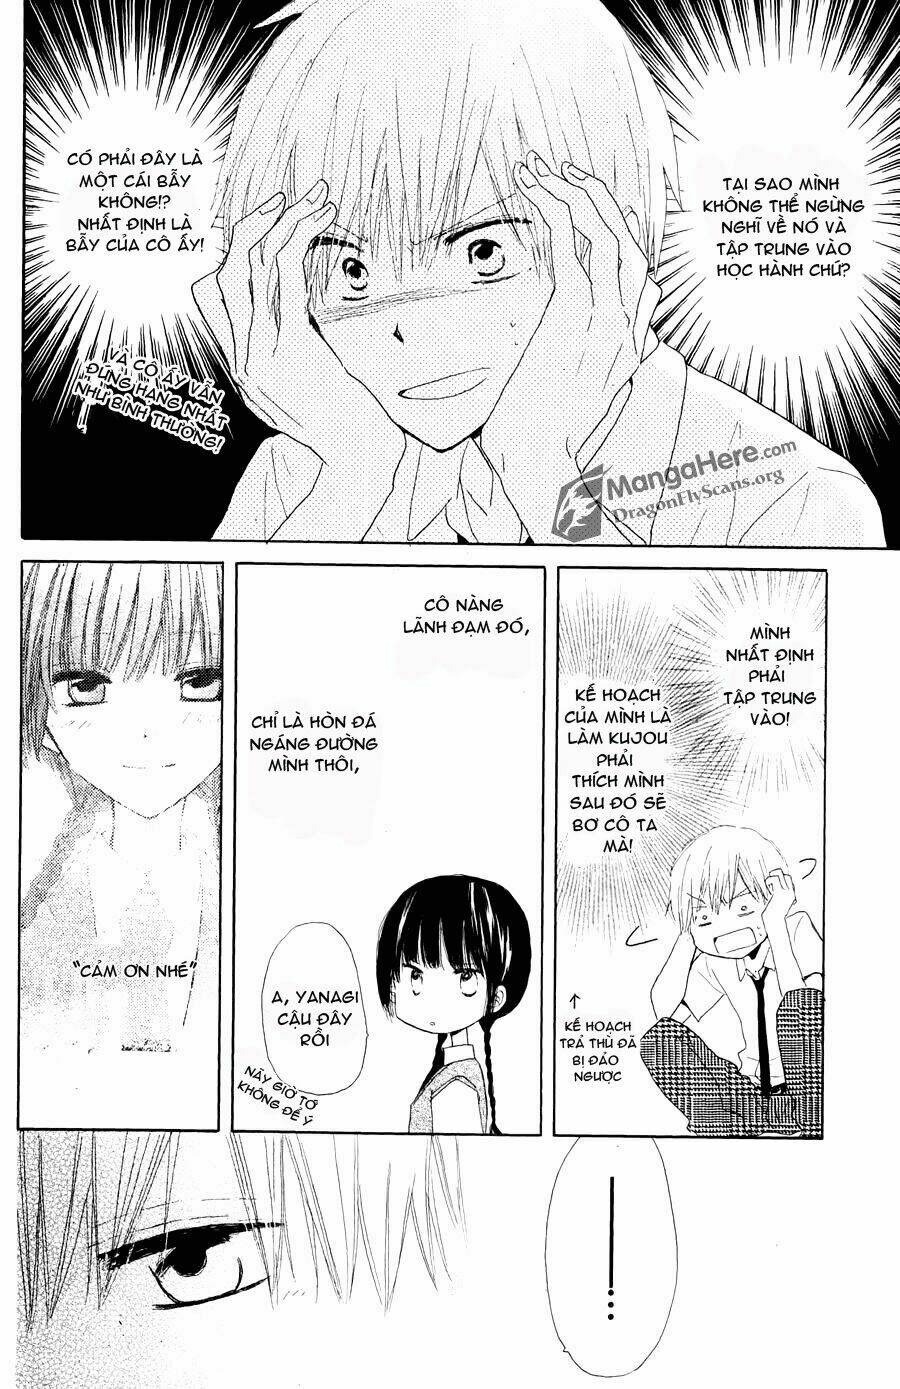 TẠI SAO MÌNH
KHÔNG THỂ NGỪNG
NGHĨ VỀ NÓ VÀ
TẬP TRUNG VÀO
HỌC HÀNH CHỨ?
CÓ PHẢI ĐÂY LÀ
MỘT CÁI BẪY
KHÔNG!?
NHẤT ĐỊNH LÀ
BẪY CỦA CÔ ẤY!
VÀ CÔ ẤY VẪN
ĐỨNG HẠNG NHẤT
NHƯ BÌNH THƯỜNG!
MangaHere.com
DragonFlyScans.org
MÌNH
NHẤT ĐỊNH
PHẢI
TẬP TRUNG
VÀO!
KẾ HOẠCH
CỦA MÌNH LÀ
LÀM KUJOU
PHẢI
THÍCH MÌNH
SAU ĐÓ SẼ
BƠ CÔ TA
MÀ!
↑
KẾ HOẠCH
TRẢ THÙ ĐÃ
BỊ ĐẢO
NGƯỢC
CÔ NÀNG
LÃNH ĐẠM ĐÓ,
CHỈ LÀ HÒN ĐÁ
NGÁNG ĐƯỜNG
MÌNH THÔI,
A, YANAGI
CẬU ĐÂY
RỒI
NÃY GIỜ TỚ
KHÔNG ĐỂ Ý
"CẢM ƠN NHÉ"
—...